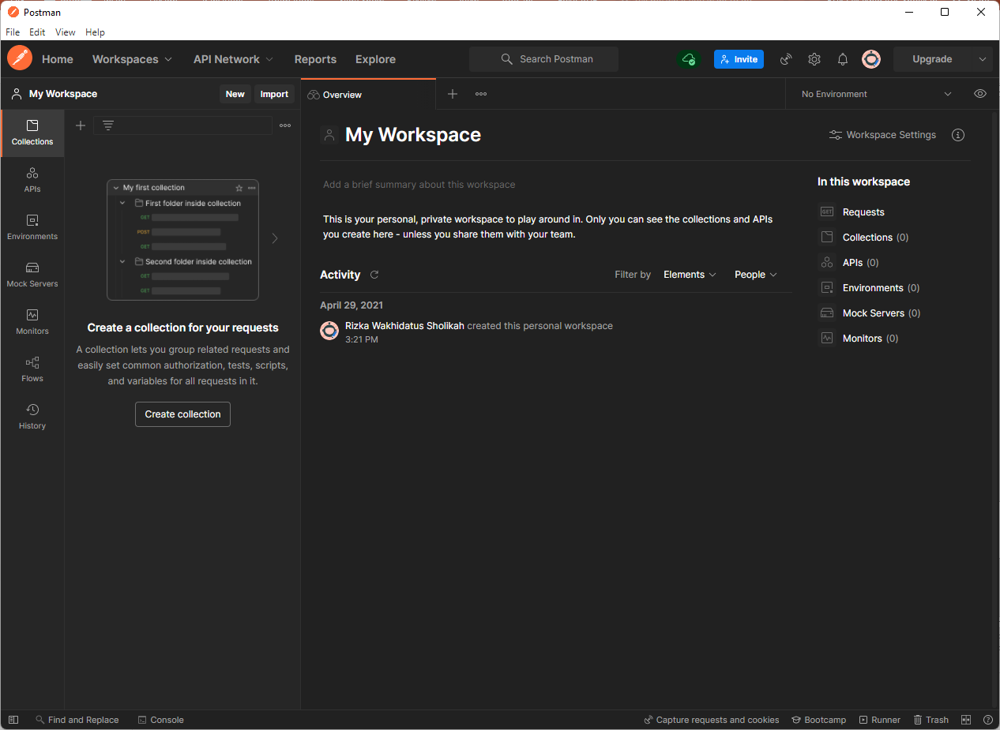 Postman
File Edit View Help
Home Workspaces API Network Reports Explore Search Postman Invite Upgrade
My Workspace New Import Overview No Environment
Collections
APIs
Environments
Mock Servers
Monitors
Flows
History
My first collection
First folder inside collection
GET
POST
GET
Second folder inside collection
GET
GET
Create a collection for your requests
A collection lets you group related requests and
easily set common authorization, tests, scripts,
and variables for all requests in it.
Create collection
My Workspace
Workspace Settings
Add a brief summary about this workspace
This is your personal, private workspace to play around in. Only you can see the collections and APIs
you create here - unless you share them with your team.
Activity Filter by Elements People
April 29, 2021
Rizka Wakhidatus Sholikah created this personal workspace
3:21 PM
In this workspace
GET Requests
Collections (0)
APIs (0)
Environments (0)
Mock Servers (0)
Monitors (0)
Find and Replace Console Capture requests and cookies Bootcamp Runner Trash